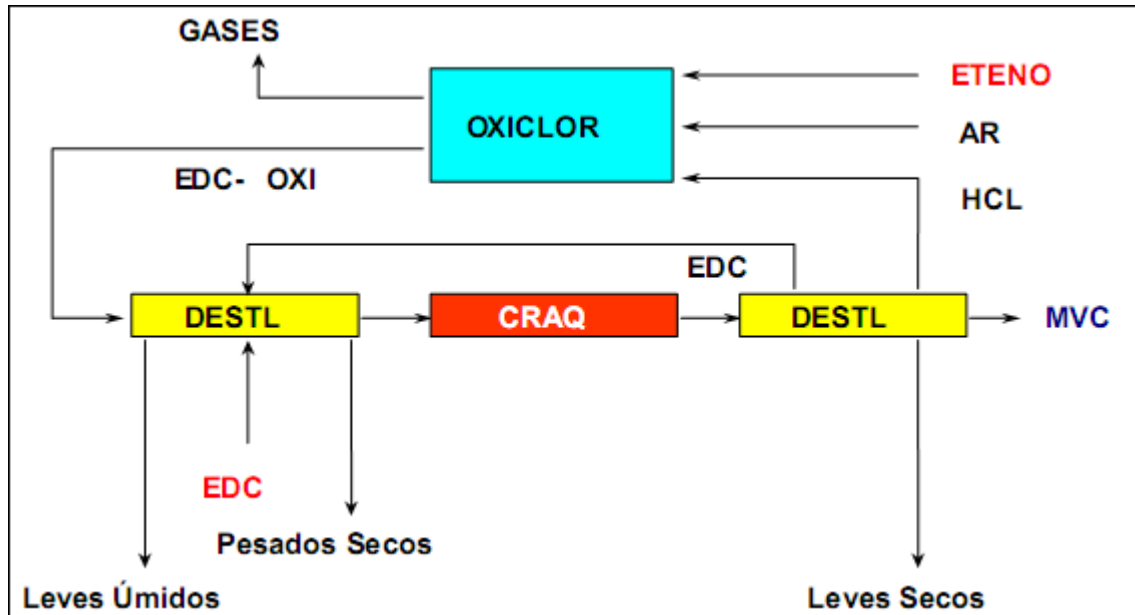 GASES
ETENO
OXICLOR
AR
EDC- OXI
HCL
EDC
DESTL
CRAQ
DESTL
MVC
EDC
Pesados Secos
Leves Úmidos
Leves Secos